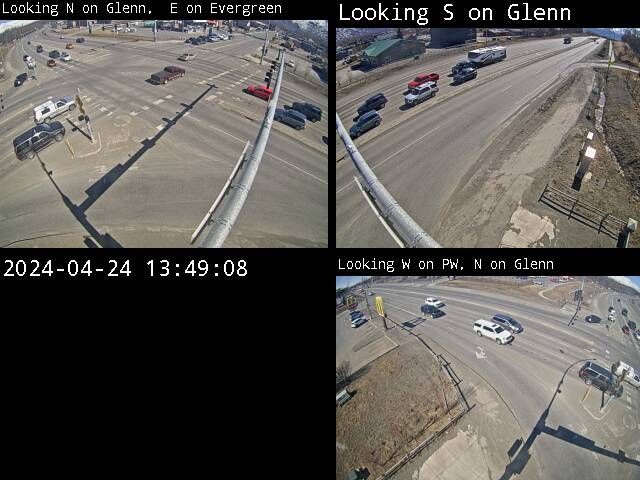 Looking N on Glenn,  E on Evergreen
Looking S on Glenn
2024-04-24 13:49:08
Looking W on PW, N on Glenn